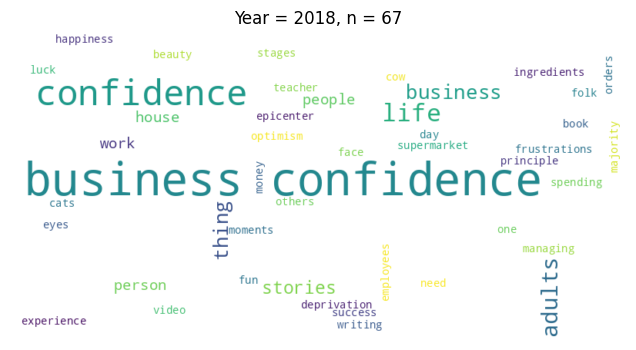 Year = 2018, n = 67
happiness
beauty
stages
luck
confidence
teacher
people
house
epicenter
cow
business
life
ingredients
orders
folk
book
work
optimism
face
day
supermarket
frustrations
principle
majority
business confidence
money
spending
cats
others
eyes
thing
moments
one
managing
person
fun
stories
employees
need
adults
deprivation
success
video
writing
experience